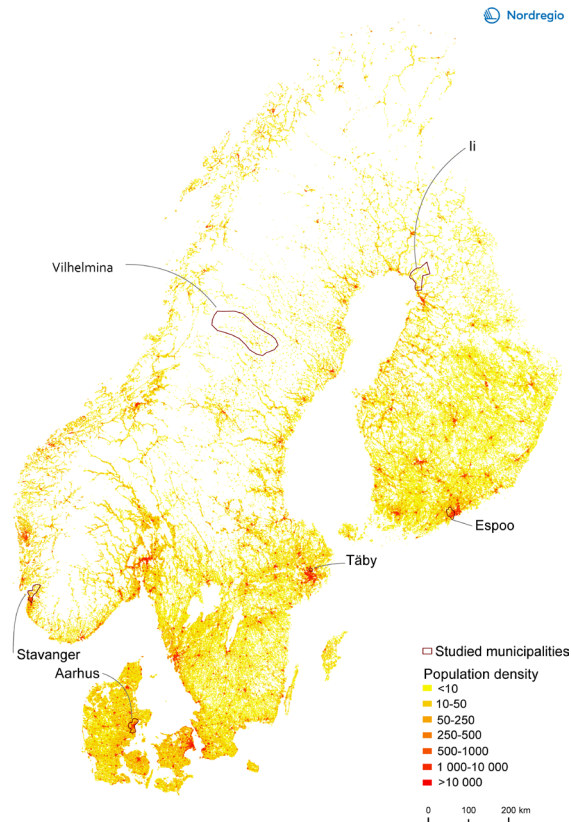 Nordregio
Ii
Vilhelmina
Espoo
Täby
Stavanger
Aarhus
Studied municipalities
Population density
<10
10-50
50-250
250-500
500-1000
1 000-10 000
>10 000
0 100 200 km